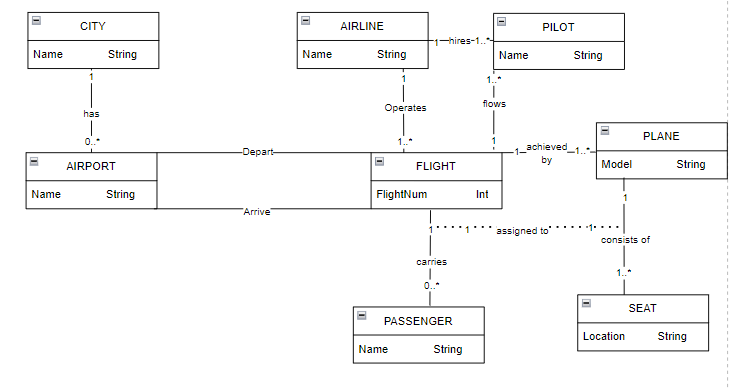 CITY
Name String
AIRLINE
Name String
PILOT
Name String
1 hires 1..*
1
has
0..*
1
Operates
1..*
1..*
flows
1
AIRPORT
Name String
Depart
Arrive
FLIGHT
FlightNum Int
1 achieved by 1..*
PLANE
Model String
1
carries
0..*
1 assigned to 1
1
consists of
1..*
PASSENGER
Name String
SEAT
Location String